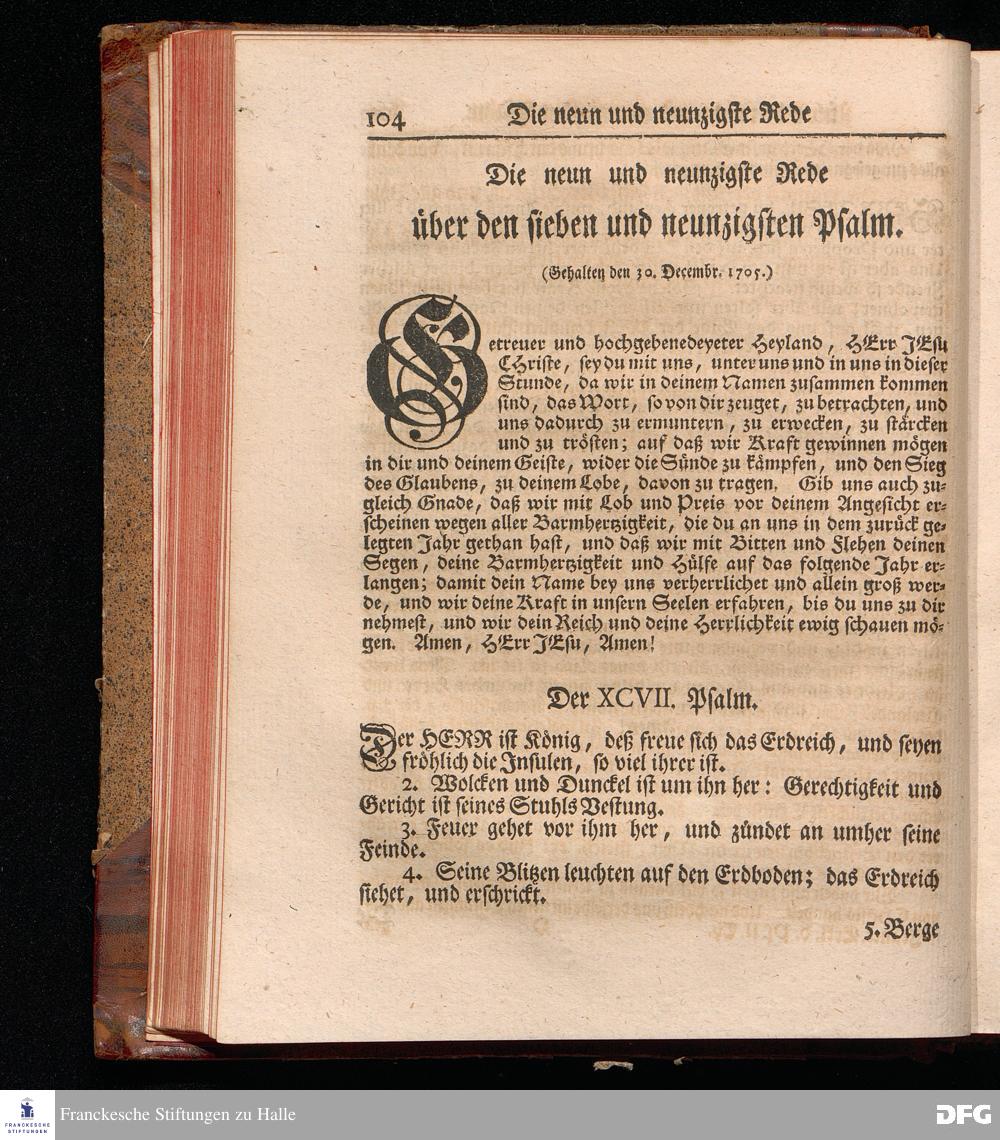 104 Die neun und neunzigste Rede
Die neun und neunzigste Rede
über den sieben und neunzigsten Psalm.
(Gehalten den 30. Decembr. 1705.)
Getreuer und hochgebenedeyeter Heyland, HErr JEsu
CHriste, sey du mit uns, unter uns und in uns in dieser
Stunde, da wir in deinem Namen zusammen kommen
sind, das Wort, so von dir zeuget, zu betrachten, und
uns dadurch zu ermuntern, zu erwecken, zu stärcken
und zu trösten; auf daß wir Kraft gewinnen mögen
in dir und deinem Geiste, wider die Sünde zu kämpfen, und den Sieg
des Glaubens, zu deinem Lobe, davon zu tragen. Gib uns auch zu-
gleich Gnade, daß wir mit Lob und Preis vor deinem Angesicht er-
scheinen wegen aller Barmhertzigkeit, die du an uns in dem zurück ge-
legten Jahr gethan hast, und daß wir mit Bitten und Flehen deinen
Segen, deine Barmhertzigkeit und Hülfe auf das folgende Jahr er-
langen; damit dein Name bey uns verherrlichet und allein groß wer-
de, und wir deine Kraft in unsern Seelen erfahren, bis du uns zu dir
nehmest, und wir dein Reich und deine Herrlichkeit ewig schauen mö-
gen. Amen, HErr JEsu, Amen!
Der XCVII. Psalm.
Der HERR ist König, deß freue sich das Erdreich, und seyen
fröhlich die Insulen, so viel ihrer ist.
2. Wolcken und Dunckel ist um ihn her: Gerechtigkeit und
Gericht ist seines Stuhls Vestung.
3. Feuer gehet vor ihm her, und zündet an umher seine
Feinde.
4. Seine Blitzen leuchten auf den Erdboden; das Erdreich
siehet, und erschrickt.
5. Berge
FRANCKESCHE
STIFTUNGEN
Franckesche Stiftungen zu Halle
DFG